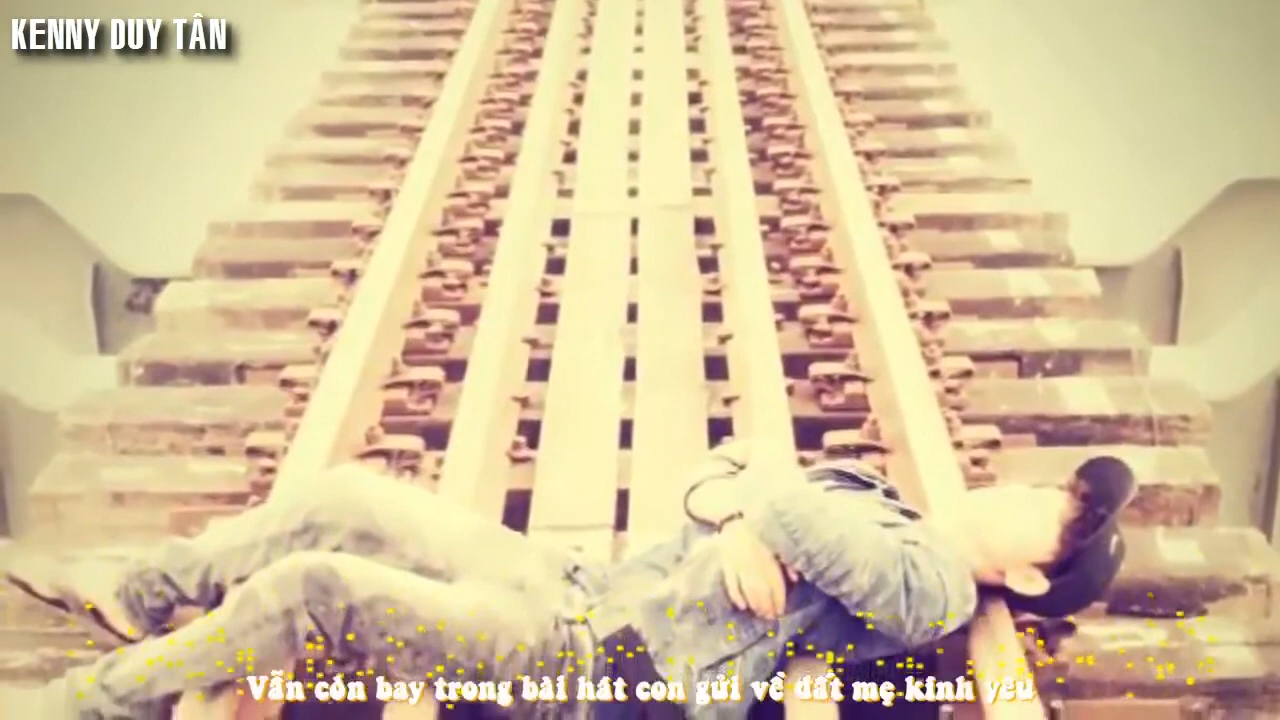 KENNY DUY TÂN
Vẫn còn bay trong bài hát con gửi về đất mẹ kính yêu